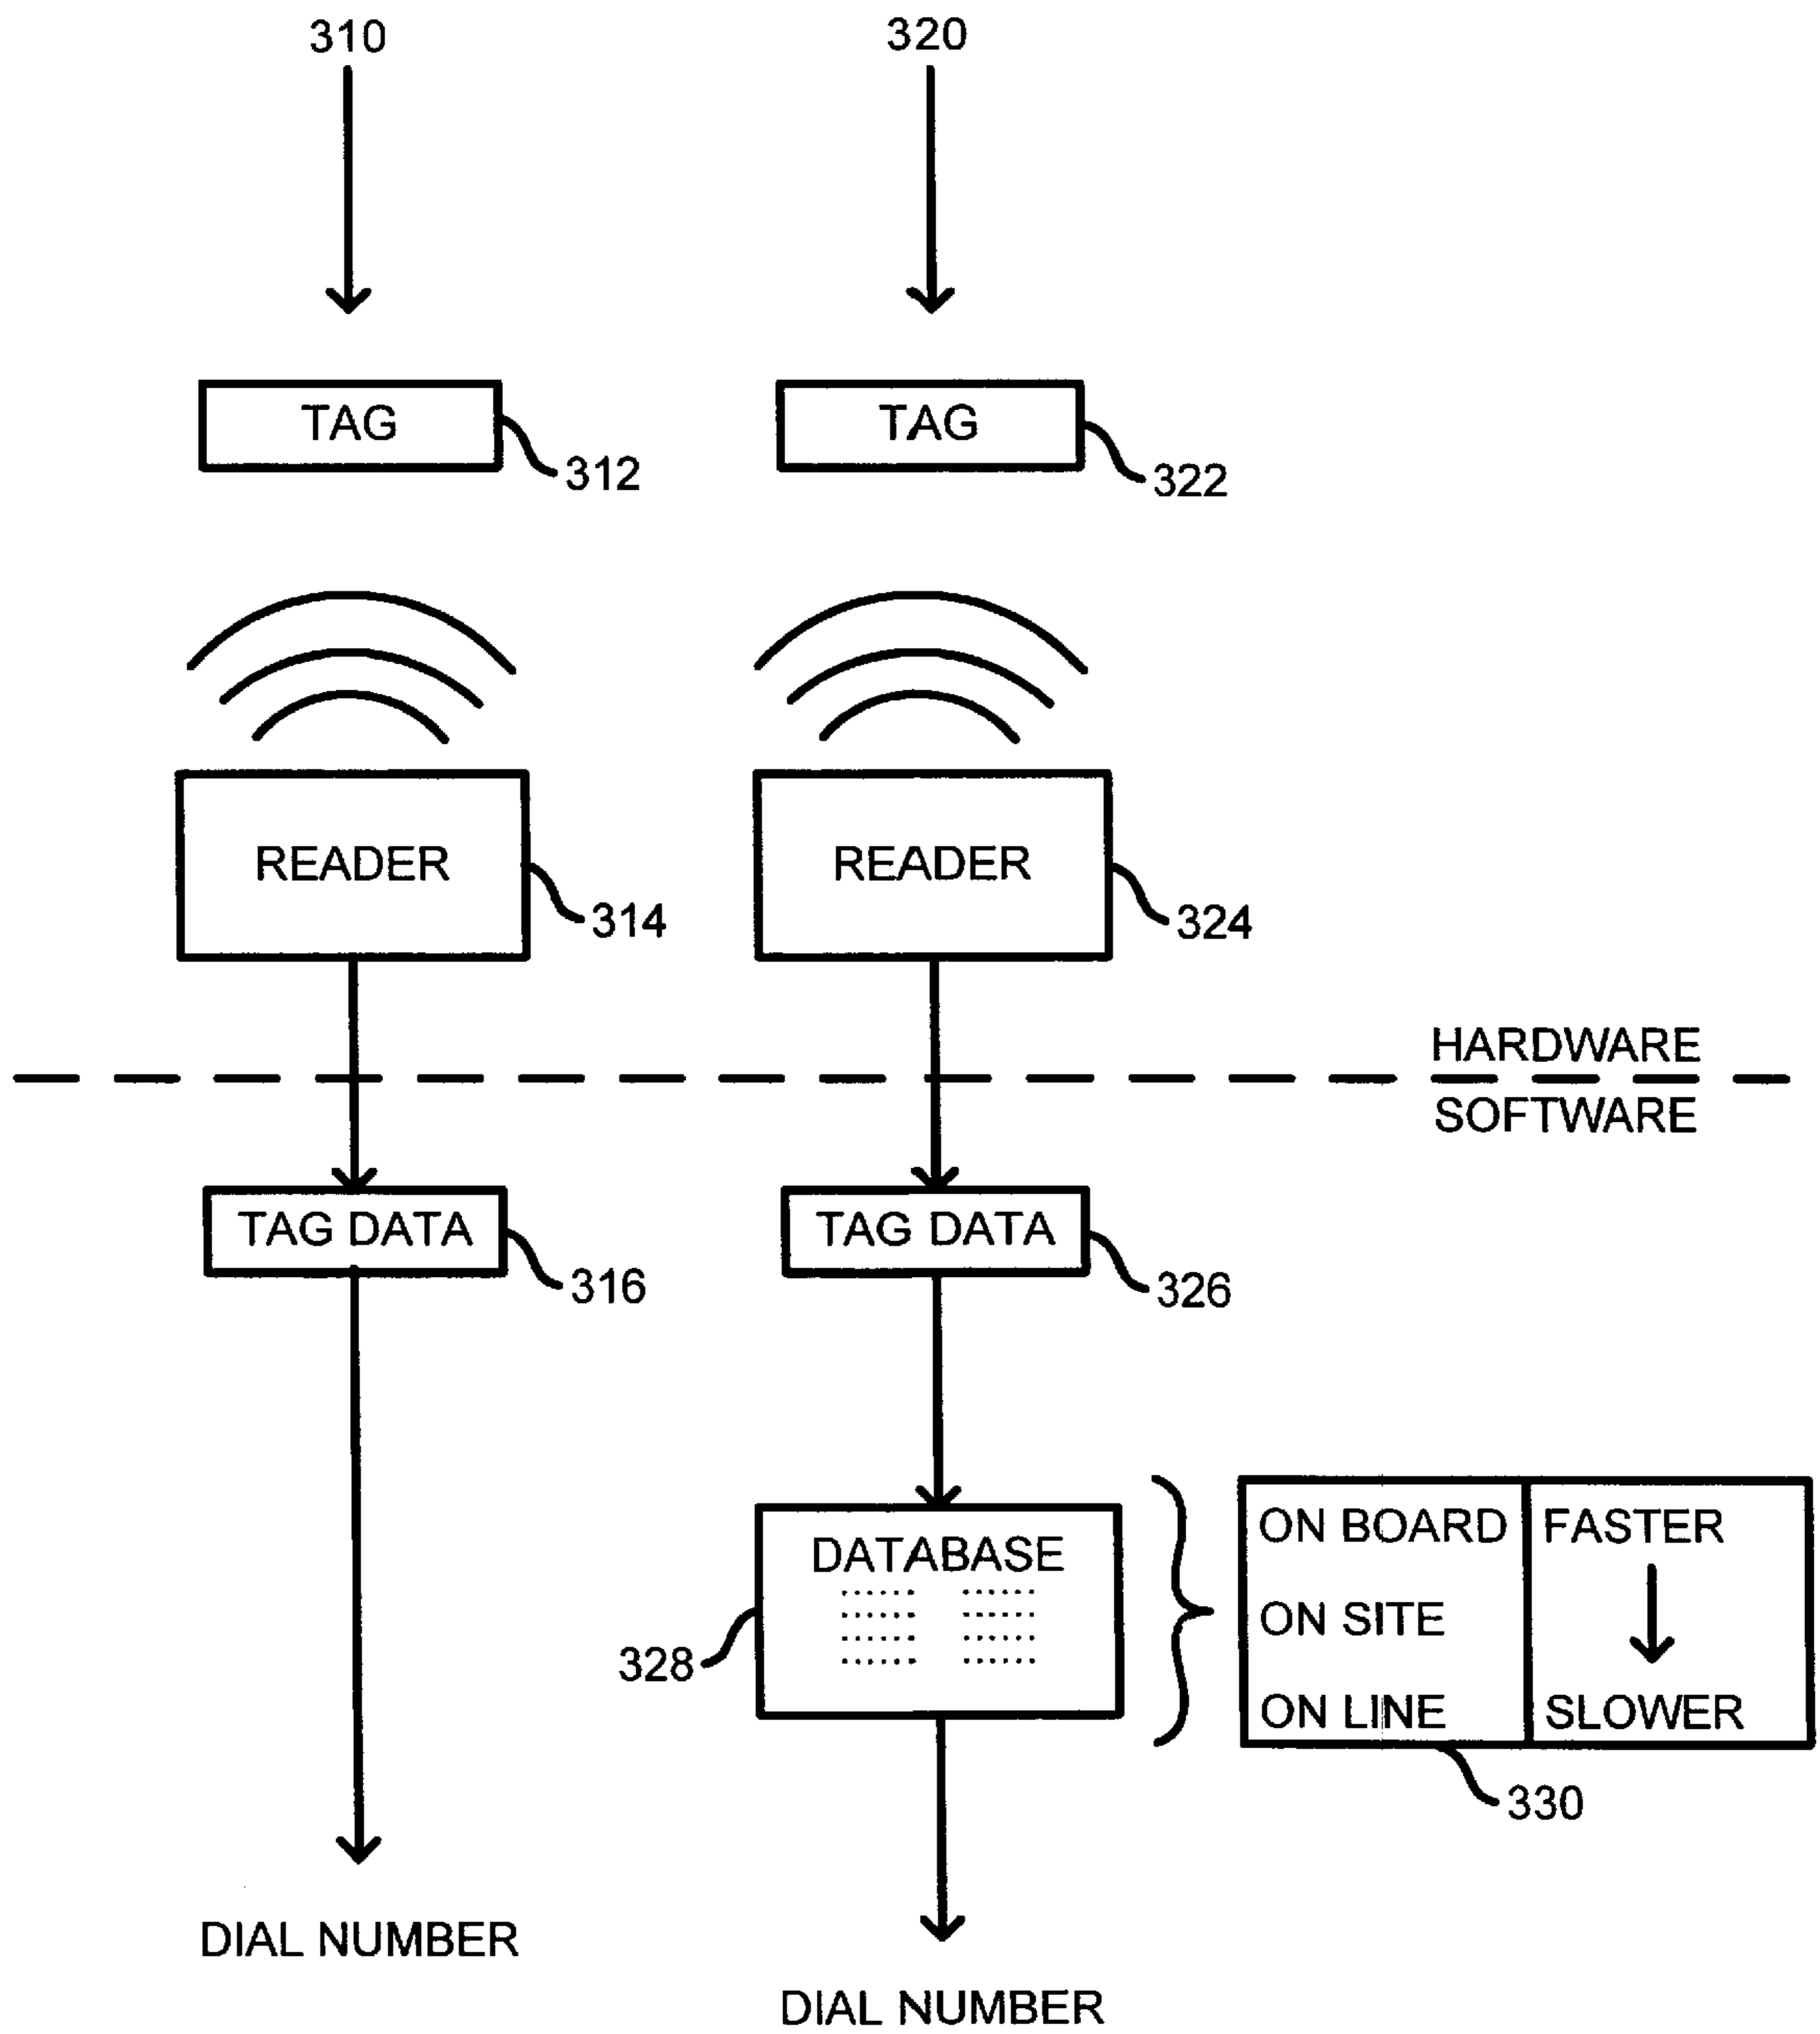 310
320
TAG
312
TAG
322
READER
314
READER
324
HARDWARE
SOFTWARE
TAG DATA
316
TAG DATA
326
DATABASE
328
ON BOARD
FASTER
ON SITE
ON LINE
SLOWER
330
DIAL NUMBER
DIAL NUMBER